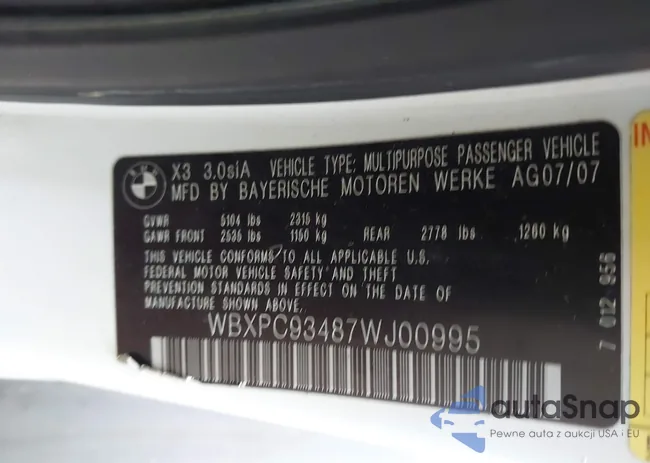 BMW
X3 3.0siA VEHICLE TYPE: MULTIPURPOSE PASSENGER VEHICLE
MFD BY BAYERISCHE MOTOREN WERKE AG07/07
GVWR 5104 lbs 2315 kg
GAWR FRONT 2535 lbs 1150 kg REAR 2778 lbs 1260 kg
THIS VEHICLE CONFORMS TO ALL APPLICABLE U.S.
FEDERAL MOTOR VEHICLE SAFETY AND THEFT
PREVENTION STANDARDS IN EFFECT ON THE DATE OF
MANUFACTURE SHOWN ABOVE.
WBXPC93487WJ00995
7 012 956
autoSnap
Pewne auta z aukcji USA i EU